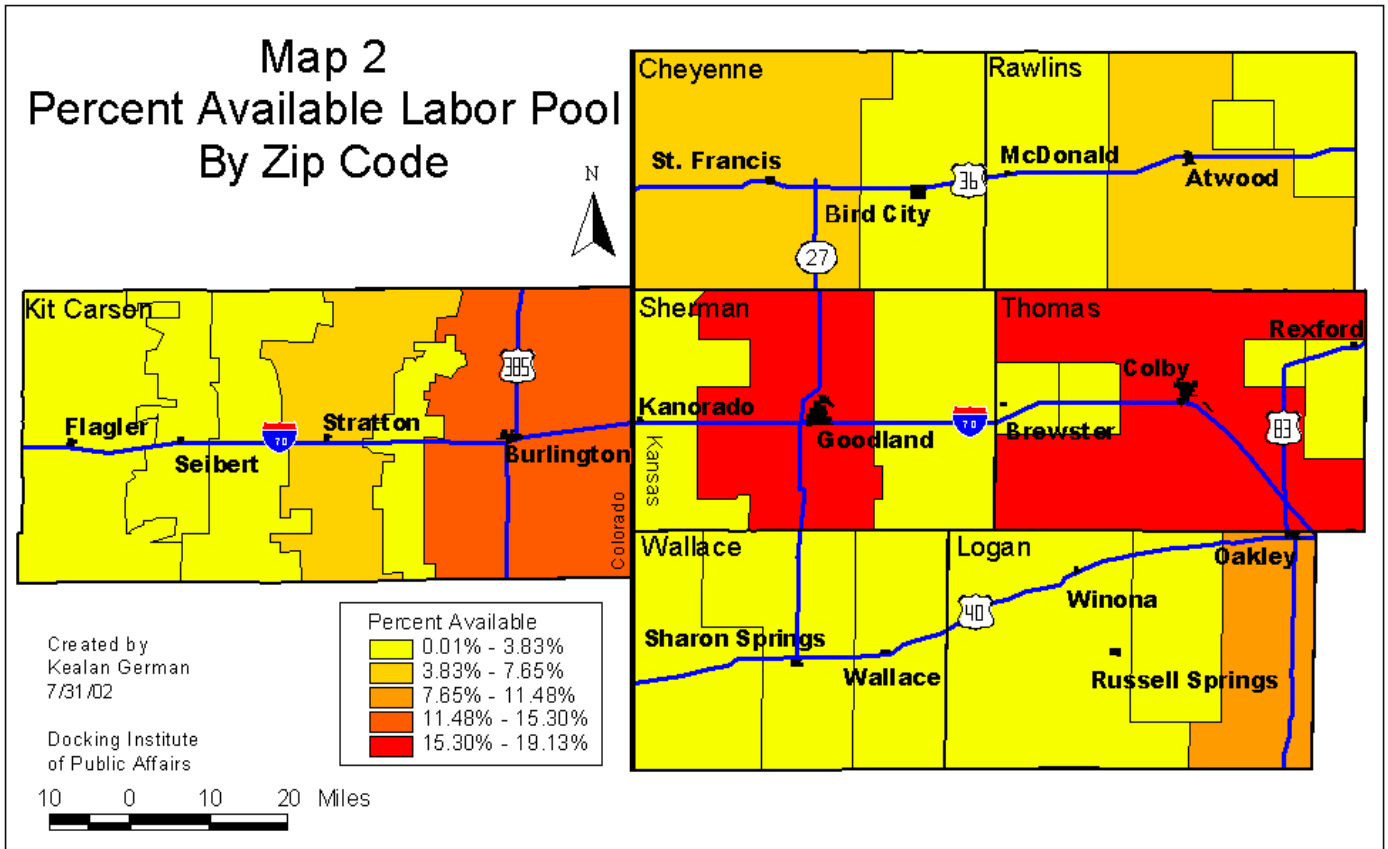 Map 2
Percent Available Labor Pool
By Zip Code
N
Cheyenne
Rawlins
St. Francis
McDonald
Atwood
36
Bird City
27
Kit Carsen
Sherman
Thomas
Rexford
385
Colby
Kanorado
Flagler
Stratton
70
70
83
Brewster
Goodland
Seibert
Burlington
Kansas
Colorado
Wallace
Logan
Oakley
40
Winona
Sharon Springs
Wallace
Russell Springs
Percent Available
0.01% - 3.83%
3.83% - 7.65%
7.65% - 11.48%
11.48% - 15.30%
15.30% - 19.13%
Created by
Kealan German
7/31/02
Docking Institute
of Public Affairs
10 0 10 20 Miles